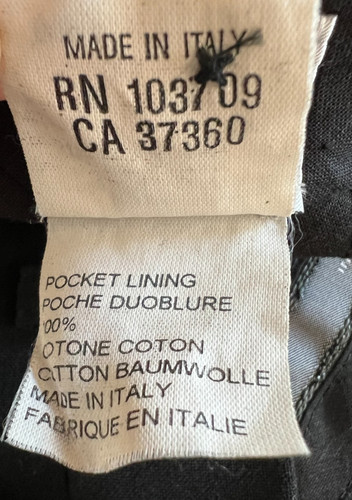 MADE IN ITALY
RN 103709
CA 37360
POCKET LINING
POCHE DUOBLURE
00%
OTONE COTON
COTTON BAUMWOLLE
MADE IN ITALY
FABRIQUE EN ITALIE